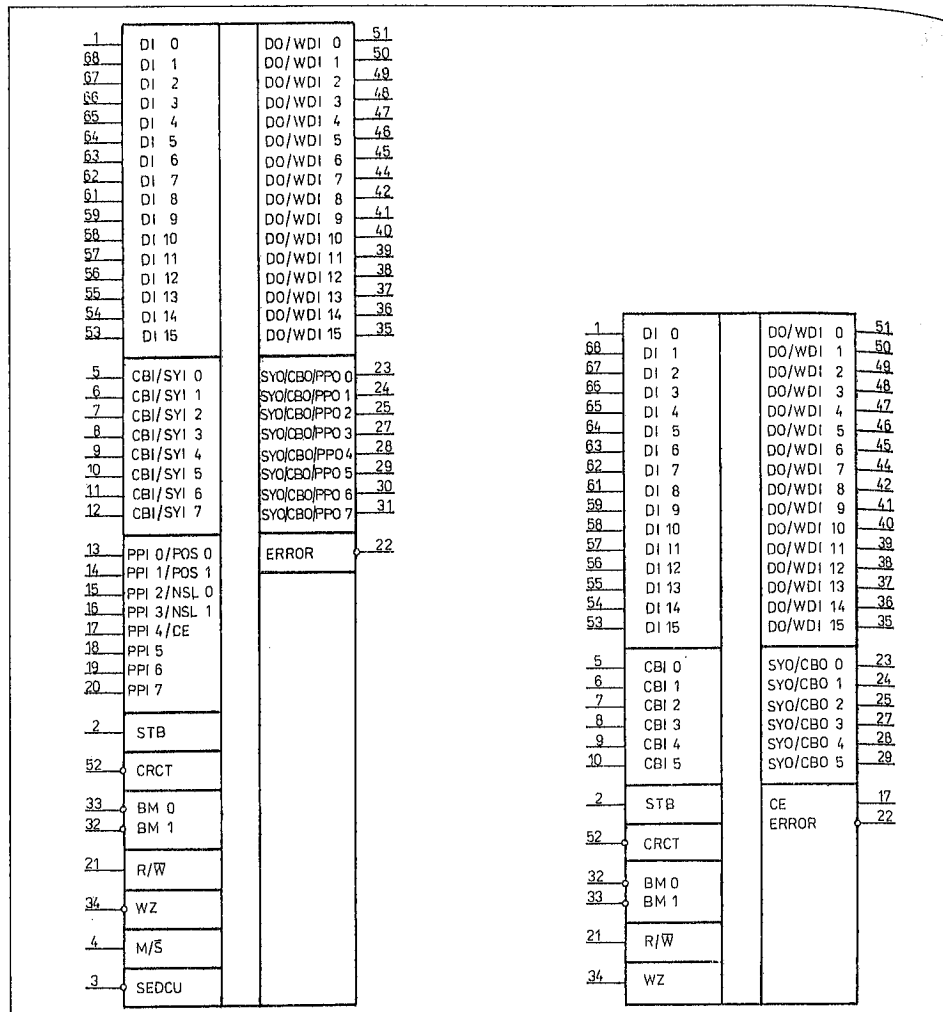 1 DI 0 DO/WDI 0 51
68 DI 1 DO/WDI 1 50
67 DI 2 DO/WDI 2 49
66 DI 3 DO/WDI 3 48
65 DI 4 DO/WDI 4 47
64 DI 5 DO/WDI 5 46
63 DI 6 DO/WDI 6 45
62 DI 7 DO/WDI 7 44
61 DI 8 DO/WDI 8 42
59 DI 9 DO/WDI 9 41
58 DI 10 DO/WDI 10 40
57 DI 11 DO/WDI 11 39
56 DI 12 DO/WDI 12 38
55 DI 13 DO/WDI 13 37
54 DI 14 DO/WDI 14 36
53 DI 15 DO/WDI 15 35
5 CBI/SYI 0 SYO/CBO/PPO 0 23
6 CBI/SYI 1 SYO/CBO/PPO 1 24
7 CBI/SYI 2 SYO/CBO/PPO 2 25
8 CBI/SYI 3 SYO/CBO/PPO 3 27
9 CBI/SYI 4 SYO/CBO/PPO 4 28
10 CBI/SYI 5 SYO/CBO/PPO 5 29
11 CBI/SYI 6 SYO/CBO/PPO 6 30
12 CBI/SYI 7 SYO/CBO/PPO 7 31
13 PPI 0/POS 0 ERROR 22
14 PPI 1/POS 1
15 PPI 2/NSL 0
16 PPI 3/NSL 1
17 PPI 4/CE
18 PPI 5
19 PPI 6
20 PPI 7
2 STB
52 CRCT
33 BM 0
32 BM 1
21 R/W̅
34 WZ
4 M/S̅
3 SEDCU
1 DI 0 DO/WDI 0 51
68 DI 1 DO/WDI 1 50
67 DI 2 DO/WDI 2 49
66 DI 3 DO/WDI 3 48
65 DI 4 DO/WDI 4 47
64 DI 5 DO/WDI 5 46
63 DI 6 DO/WDI 6 45
62 DI 7 DO/WDI 7 44
61 DI 8 DO/WDI 8 42
59 DI 9 DO/WDI 9 41
58 DI 10 DO/WDI 10 40
57 DI 11 DO/WDI 11 39
56 DI 12 DO/WDI 12 38
55 DI 13 DO/WDI 13 37
54 DI 14 DO/WDI 14 36
53 DI 15 DO/WDI 15 35
5 CBI 0 SYO/CBO 0 23
6 CBI 1 SYO/CBO 1 24
7 CBI 2 SYO/CBO 2 25
8 CBI 3 SYO/CBO 3 27
9 CBI 4 SYO/CBO 4 28
10 CBI 5 SYO/CBO 5 29
2 STB CE 17
ERROR 22
52 CRCT
32 BM 0
33 BM 1
21 R/W̅
34 WZ